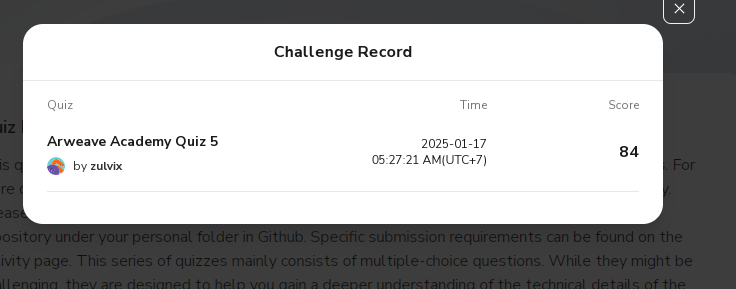 Challenge Record
Quiz Time Score
Arweave Academy Quiz 5
by zulvix
2025-01-17
05:27:21 AM(UTC+7)
84
s. For
y.
pository under your personal folder in Github. Specific submission requirements can be found on the
tivity page. This series of quizzes mainly consists of multiple-choice questions. While they might be
allenging, they are designed to help you gain a deeper understanding of the technical details of the